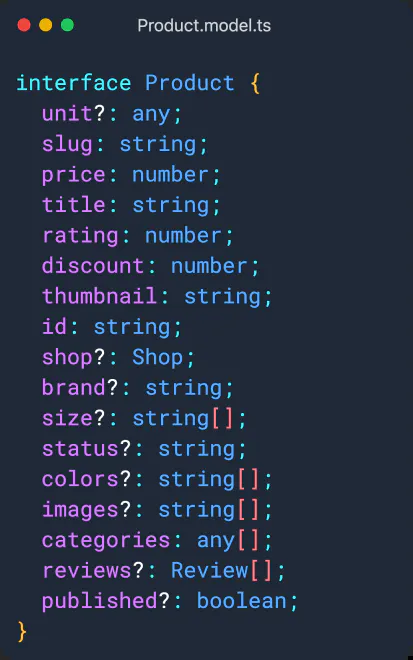 Product.model.ts
interface Product {
  unit?: any;
  slug: string;
  price: number;
  title: string;
  rating: number;
  discount: number;
  thumbnail: string;
  id: string;
  shop?: Shop;
  brand?: string;
  size?: string[];
  status?: string;
  colors?: string[];
  images?: string[];
  categories: any[];
  reviews?: Review[];
  published?: boolean;
}